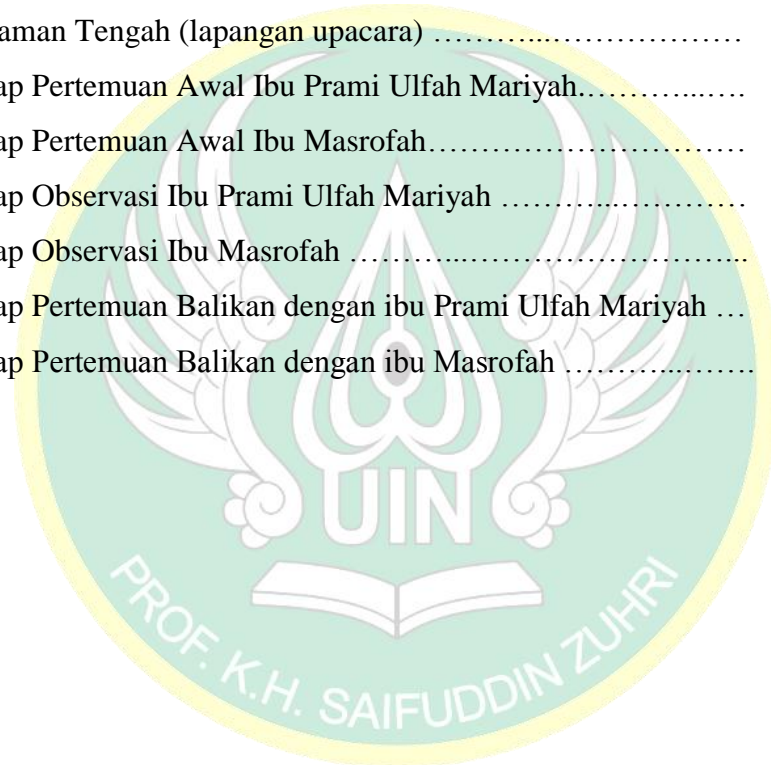 aman Tengah (lapangan upacara) ….……...………………
ap Pertemuan Awal Ibu Prami Ulfah Mariyah.………...….
ap Pertemuan Awal Ibu Masrofah…………………………
ap Observasi Ibu Prami Ulfah Mariyah ………...…………
ap Observasi Ibu Masrofah ………...……………………...
ap Pertemuan Balikan dengan ibu Prami Ulfah Mariyah …
ap Pertemuan Balikan dengan ibu Masrofah ………...…….
UIN
PROF. K.H. SAIFUDDIN ZUHRI